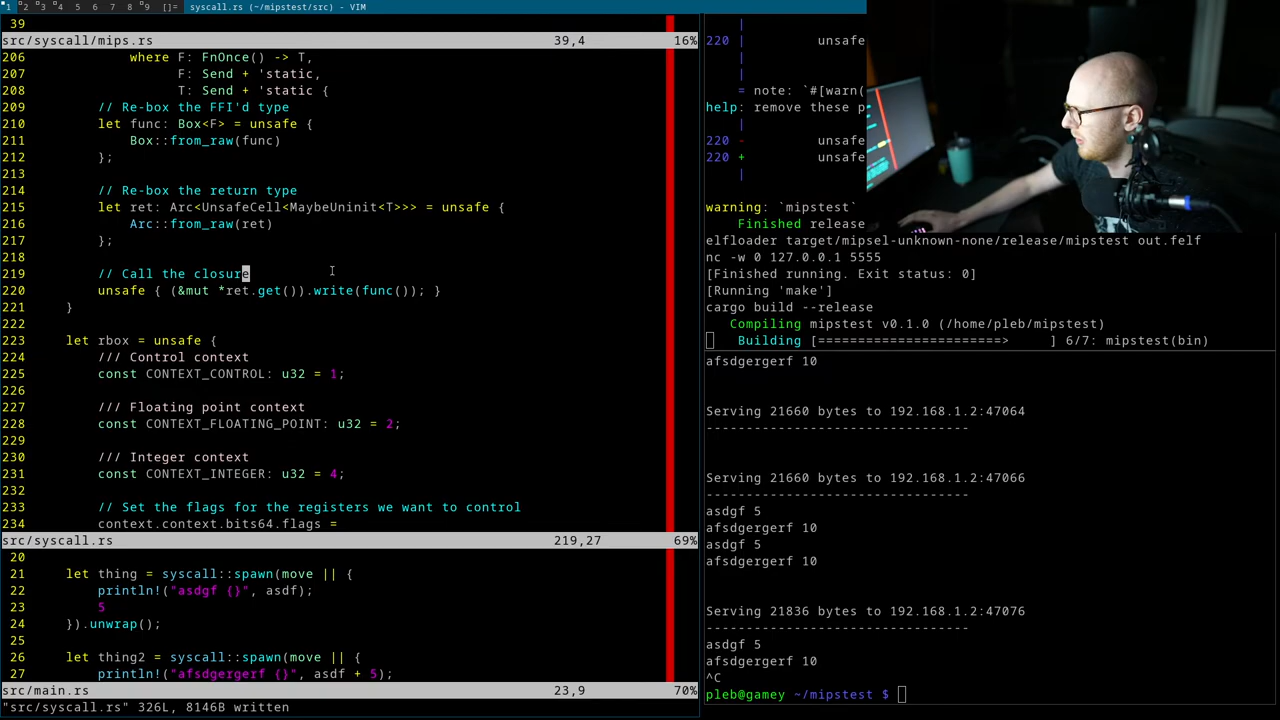 1 2 3 4 5 6 7 8 9 []= syscall.rs (~/mipstest/src) - VIM
39
src/syscall/mips.rs 39,4 16%
206 where F: FnOnce() -> T,
207 F: Send + 'static,
208 T: Send + 'static {
209 // Re-box the FFI'd type
210 let func: Box<F> = unsafe {
211 Box::from_raw(func)
212 };
213
214 // Re-box the return type
215 let ret: Arc<UnsafeCell<MaybeUninit<T>>> = unsafe {
216 Arc::from_raw(ret)
217 };
218
219 // Call the closure
220 unsafe { (&mut *ret.get()).write(func()); }
221 }
222
223 let rbox = unsafe {
224 /// Control context
225 const CONTEXT_CONTROL: u32 = 1;
226
227 /// Floating point context
228 const CONTEXT_FLOATING_POINT: u32 = 2;
229
230 /// Integer context
231 const CONTEXT_INTEGER: u32 = 4;
232
233 // Set the flags for the registers we want to control
234 context.context.bits64.flags =
src/syscall.rs 219,27 69%
20
21 let thing = syscall::spawn(move || {
22 println!("asdgf {}", asdf);
23 5
24 }).unwrap();
25
26 let thing2 = syscall::spawn(move || {
27 println!("afsdgergerf {}", asdf + 5);
src/main.rs 23,9 70%
"src/syscall.rs" 326L, 8146B written
|
220 | unsafe
|
|
= note: `#[warn(
help: remove these p
|
220 - unsafe
220 + unsafe
|
warning: `mipstest`
Finished release
elfloader target/mipsel-unknown-none/release/mipstest out.felf
nc -w 0 127.0.0.1 5555
[Finished running. Exit status: 0]
[Running 'make']
cargo build --release
Compiling mipstest v0.1.0 (/home/pleb/mipstest)
Building [=======================> ] 6/7: mipstest(bin)
afsdgergerf 10
Serving 21660 bytes to 192.168.1.2:47064
---------------------------------
Serving 21660 bytes to 192.168.1.2:47066
---------------------------------
asdgf 5
afsdgergerf 10
asdgf 5
afsdgergerf 10
Serving 21836 bytes to 192.168.1.2:47076
---------------------------------
asdgf 5
afsdgergerf 10
^C
pleb@gamey ~/mipstest $